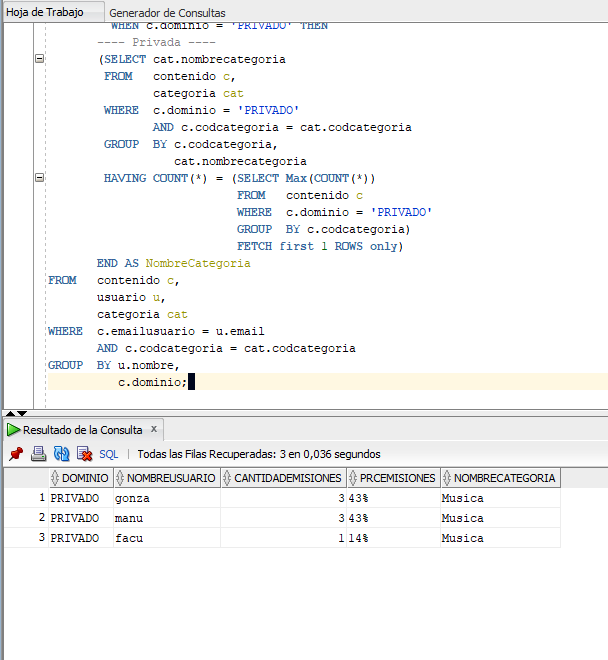 Hoja de Trabajo Generador de Consultas
WHEN c.dominio = 'PRIVADO' THEN
---- Privada ----
(SELECT cat.nombrecategoria
FROM contenido c,
categoria cat
WHERE c.dominio = 'PRIVADO'
AND c.codcategoria = cat.codcategoria
GROUP BY c.codcategoria,
cat.nombrecategoria
HAVING COUNT(*) = (SELECT Max(COUNT(*))
FROM contenido c
WHERE c.dominio = 'PRIVADO'
GROUP BY c.codcategoria)
FETCH first 1 ROWS only)
END AS NombreCategoria
FROM contenido c,
usuario u,
categoria cat
WHERE c.emailusuario = u.email
AND c.codcategoria = cat.codcategoria
GROUP BY u.nombre,
c.dominio;
Resultado de la Consulta x
SQL | Todas las Filas Recuperadas: 3 en 0,036 segundos
DOMINIO NOMBREUSUARIO CANTIDADEMISIONES PRCEMISIONES NOMBRECATEGORIA
1 PRIVADO gonza 3 43% Musica
2 PRIVADO manu 3 43% Musica
3 PRIVADO facu 1 14% Musica